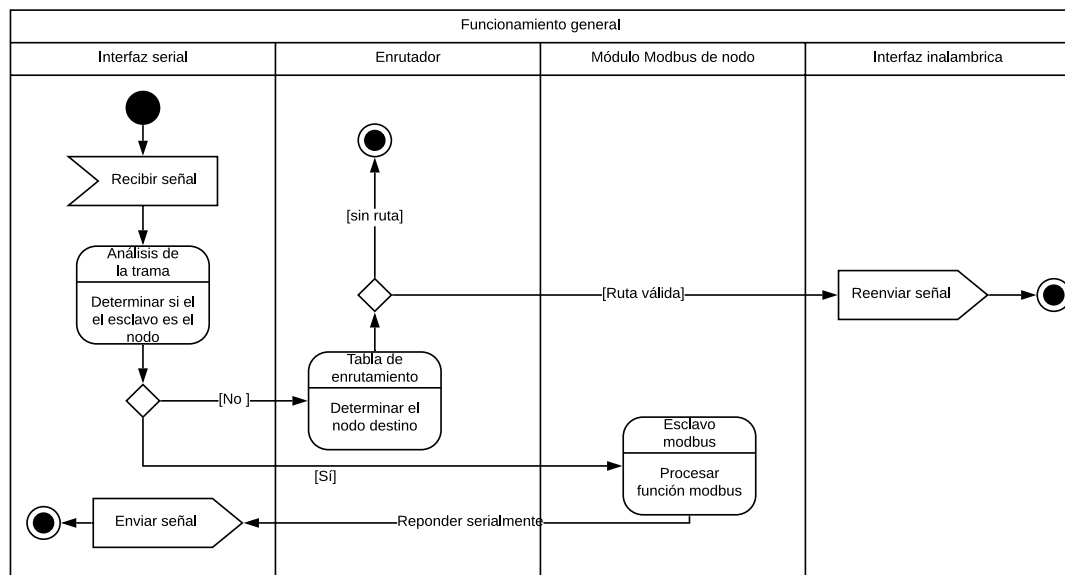 Funcionamiento general
Interfaz serial
Enrutador
Módulo Modbus de nodo
Interfaz inalambrica
Recibir señal
[sin ruta]
Análisis de
la trama
Determinar si el
el esclavo es el
nodo
[Ruta válida]
Reenviar señal
Tabla de
enrutamiento
Determinar el
nodo destino
[No ]
Esclavo
modbus
Procesar
función modbus
[Sí]
Enviar señal
Reponder serialmente